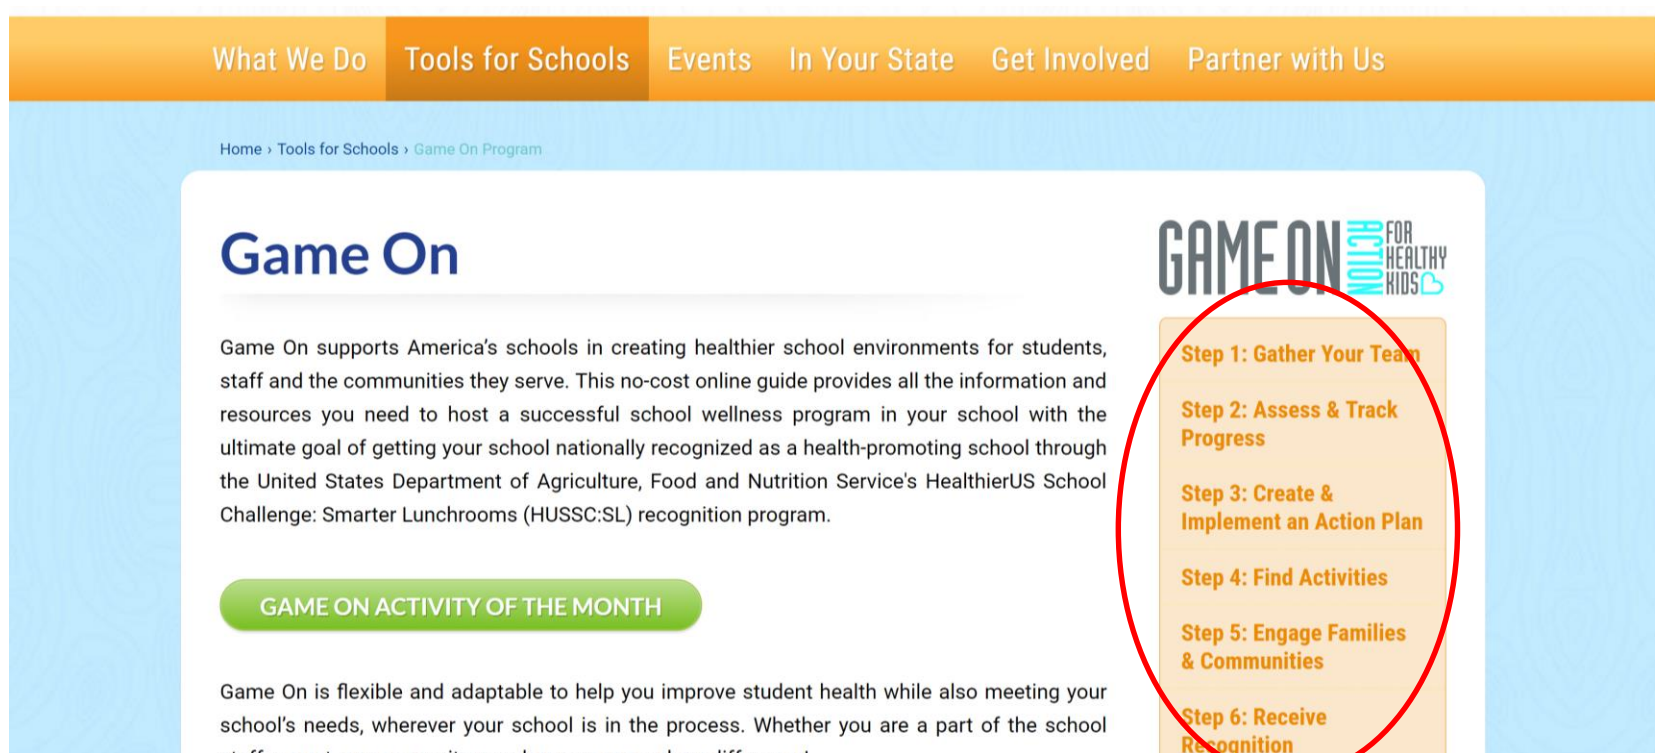 What We Do Tools for Schools Events In Your State Get Involved Partner with Us
Home › Tools for Schools › Game On Program
Game On
Game On supports America’s schools in creating healthier school environments for students,
staff and the communities they serve. This no-cost online guide provides all the information and
resources you need to host a successful school wellness program in your school with the
ultimate goal of getting your school nationally recognized as a health-promoting school through
the United States Department of Agriculture, Food and Nutrition Service's HealthierUS School
Challenge: Smarter Lunchrooms (HUSSC:SL) recognition program.
GAME ON ACTIVITY OF THE MONTH
Game On is flexible and adaptable to help you improve student health while also meeting your
school’s needs, wherever your school is in the process. Whether you are a part of the school
GAME ON ACTION FOR
HEALTHY
KIDS
Step 1: Gather Your Team
Step 2: Assess & Track
Progress
Step 3: Create &
Implement an Action Plan
Step 4: Find Activities
Step 5: Engage Families
& Communities
Step 6: Receive
Recognition